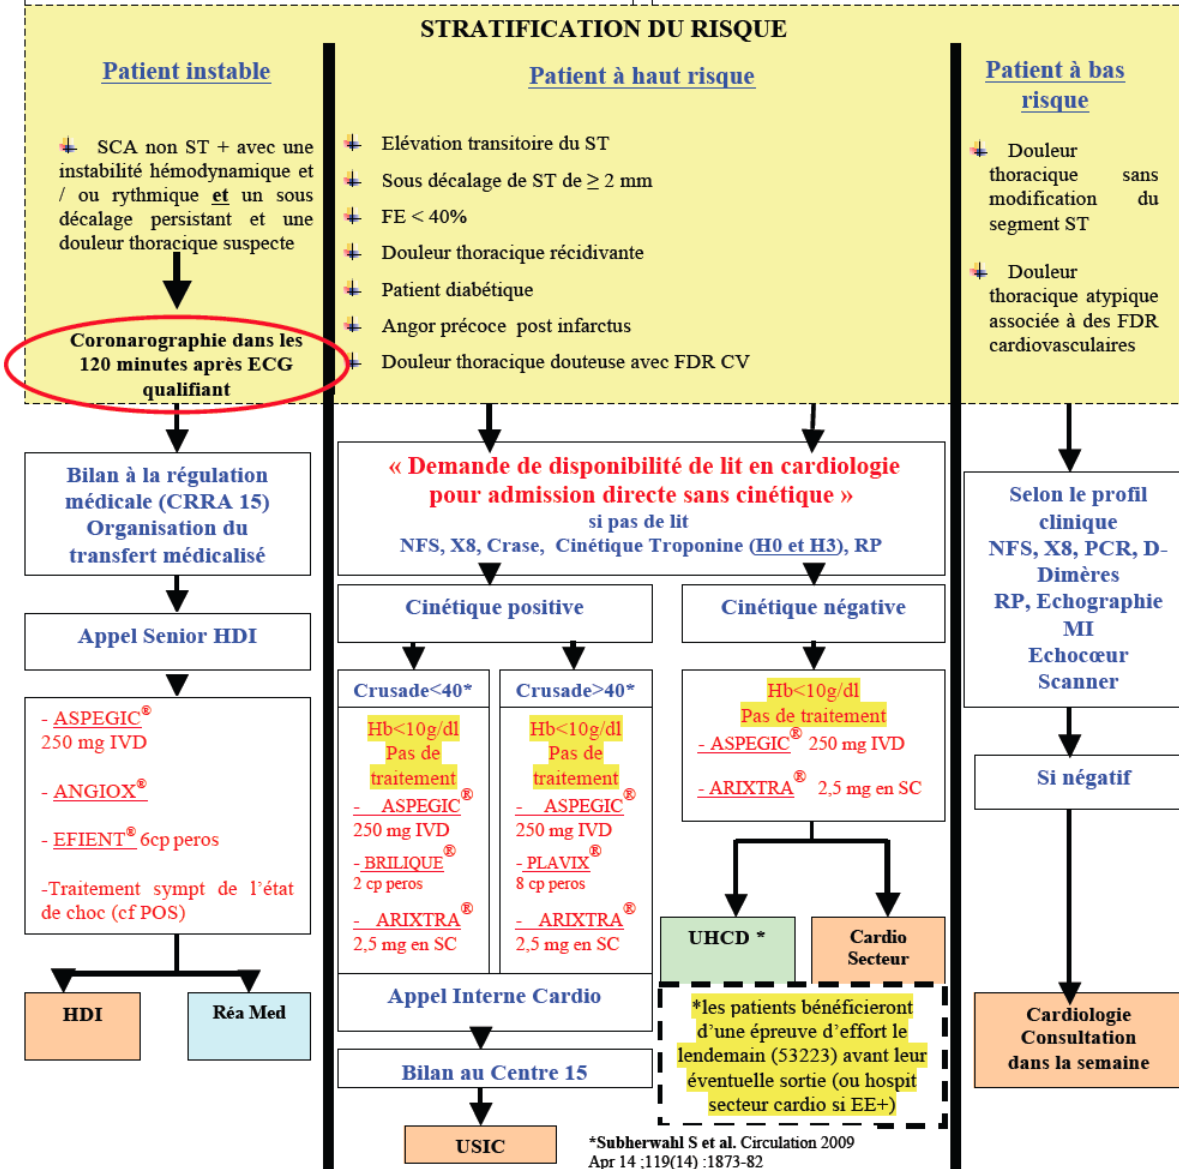 STRATIFICATION DU RISQUE
Patient instable
SCA non ST + avec une
instabilité hémodynamique et
/ ou rythmique et un sous
décalage persistant et une
douleur thoracique suspecte
Coronarographie dans les
120 minutes après ECG
qualifiant
Bilan à la régulation
médicale (CRRA 15)
Organisation du
transfert médicalisé
Appel Senior HDI
- ASPEGIC®
250 mg IVD
- ANGIOX®
- EFIENT® 6cp peros
-Traitement sympt de l'état
de choc (cf POS)
HDI
Réa Med
Patient à haut risque
Elévation transitoire du ST
Sous décalage de ST de ≥ 2 mm
FE < 40%
Douleur thoracique récidivante
Patient diabétique
Angor précoce post infarctus
Douleur thoracique douteuse avec FDR CV
« Demande de disponibilité de lit en cardiologie
pour admission directe sans cinétique »
si pas de lit
NFS, X8, Crase, Cinétique Troponine (H0 et H3), RP
Cinétique positive
Crusade<40*
Hb<10g/dl
Pas de
traitement
- ASPEGIC®
250 mg IVD
- BRILIQUE®
2 cp peros
- ARIXTRA®
2,5 mg en SC
Crusade>40*
Hb<10g/dl
Pas de
traitement
- ASPEGIC®
250 mg IVD
- PLAVIX®
8 cp peros
- ARIXTRA®
2,5 mg en SC
Appel Interne Cardio
Bilan au Centre 15
USIC
Cinétique négative
Hb<10g/dl
Pas de traitement
- ASPEGIC® 250 mg IVD
- ARIXTRA® 2,5 mg en SC
UHCD *
Cardio
Secteur
*les patients bénéficieront
d'une épreuve d'effort le
lendemain (53223) avant leur
éventuelle sortie (ou hospit
secteur cardio si EE+)
*Subherwahl S et al. Circulation 2009
Apr 14 ;119(14) :1873-82
Patient à bas
risque
Douleur
thoracique sans
modification du
segment ST
Douleur
thoracique atypique
associée à des FDR
cardiovasculaires
Selon le profil
clinique
NFS, X8, PCR, D-
Dimères
RP, Echographie
MI
Echocœur
Scanner
Si négatif
Cardiologie
Consultation
dans la semaine